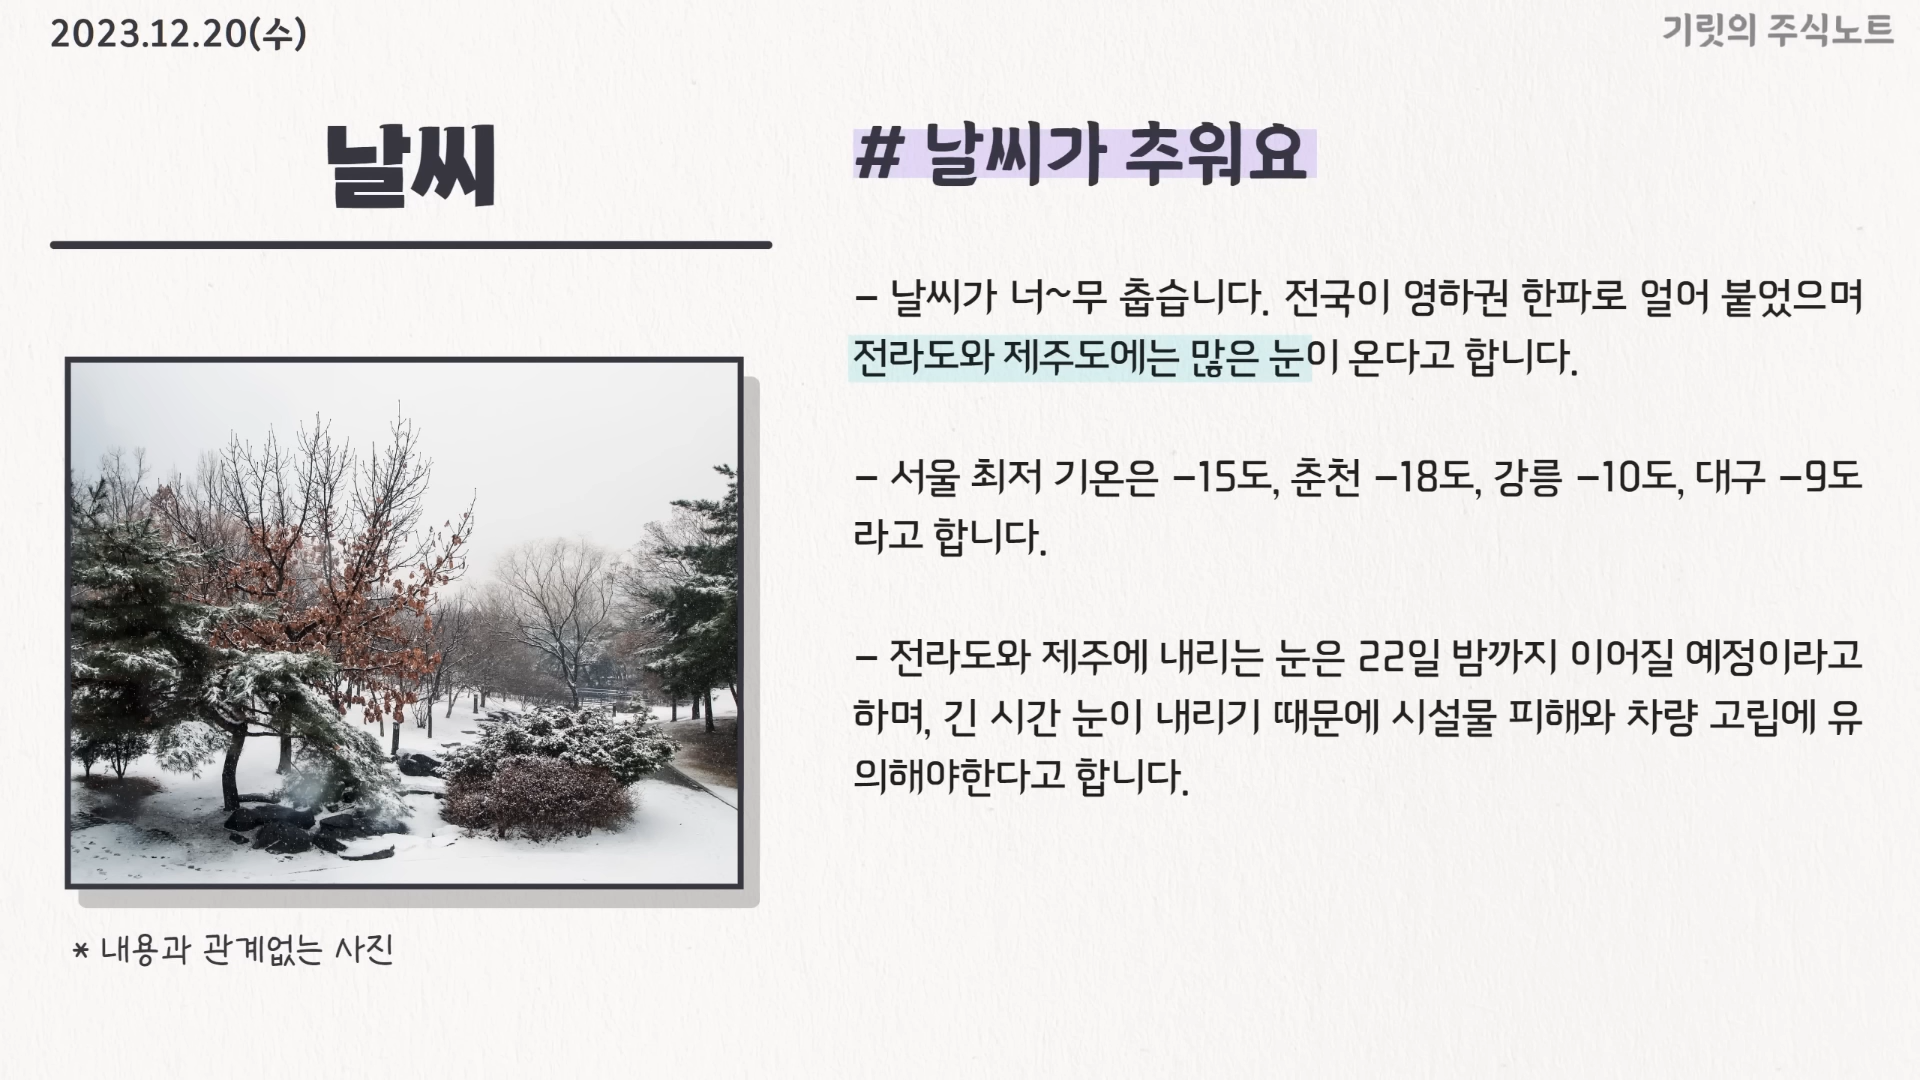 2023.12.20(수)
기릿의 주식노트
날씨
* 내용과 관계없는 사진
# 날씨가 추워요
- 날씨가 너~무 춥습니다. 전국이 영하권 한파로 얼어 붙었으며
전라도와 제주도에는 많은 눈이 온다고 합니다.
- 서울 최저 기온은 -15도, 춘천 -18도, 강릉 -10도, 대구 -9도
라고 합니다.
- 전라도와 제주에 내리는 눈은 22일 밤까지 이어질 예정이라고
하며, 긴 시간 눈이 내리기 때문에 시설물 피해와 차량 고립에 유
의해야한다고 합니다.